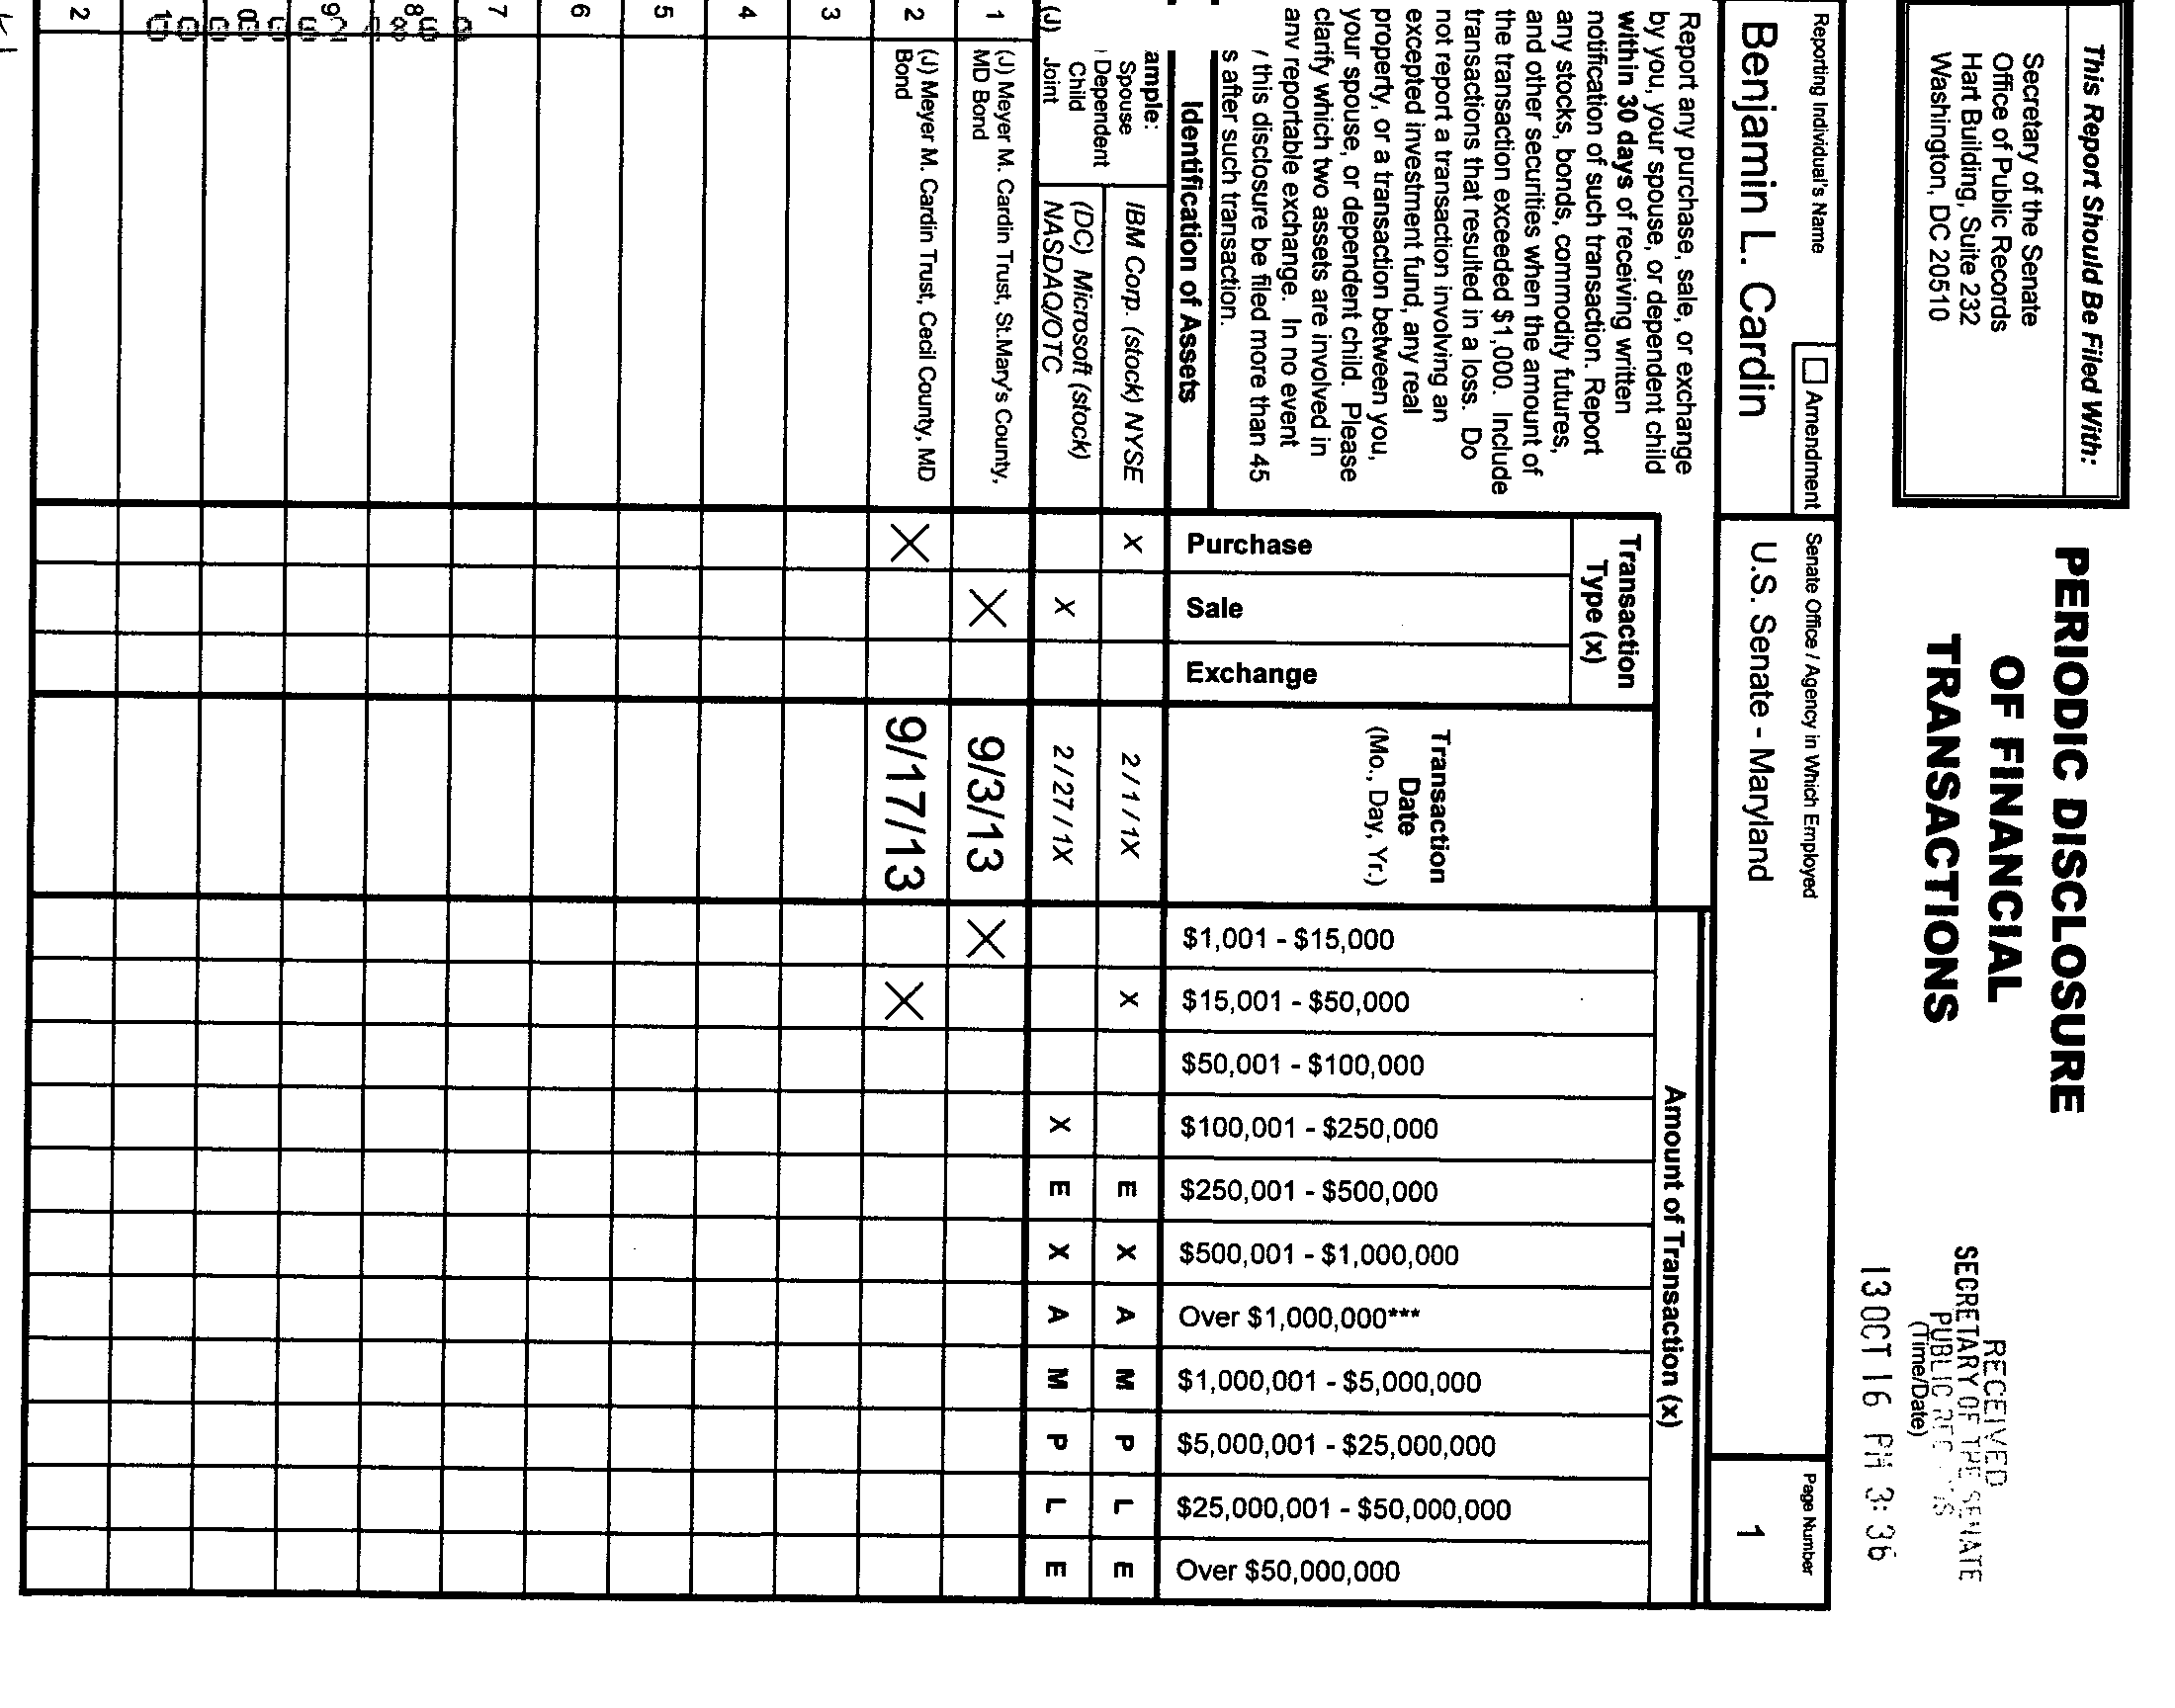 This Report Should Be Filed With:
Secretary of the Senate
Office of Public Records
Hart Building, Suite 232
Washington, DC 20510
PERIODIC DISCLOSURE
OF FINANCIAL
TRANSACTIONS
RECEIVED
SECRETARY OF THE SENATE
PUBLIC
(Time/Date)
13 OCT 16 PM 3:36
Reporting Individual's Name
Amendment
Senate Office / Agency in Which Employed
Page Number
Benjamin L. Cardin
U.S. Senate - Maryland
1
Report any purchase, sale, or exchange
by you, your spouse, or dependent child
within 30 days of receiving written
notification of such transaction. Report
any stocks, bonds, commodity futures,
and other securities when the amount of
the transaction exceeded $1,000. Include
transactions that resulted in a loss. Do
not report a transaction involving an
excepted investment fund, any real
property, or a transaction between you,
your spouse, or dependent child. Please
clarify which two assets are involved in
any reportable exchange. In no event
this disclosure be filed more than 45
s after such transaction.
Identification of Assets
Transaction
Type (x)
Purchase
Sale
Exchange
Transaction
Date
(Mo., Day, Yr.)
Amount of Transaction (x)
$1,001 - $15,000
$15,001 - $50,000
$50,001 - $100,000
$100,001 - $250,000
$250,001 - $500,000
$500,001 - $1,000,000
Over $1,000,000***
$1,000,001 - $5,000,000
$5,000,001 - $25,000,000
$25,000,001 - $50,000,000
Over $50,000,000
ample:
Spouse
Dependent
Child
(J) Joint
IBM Corp. (stock) NYSE X 2 / 1 / 1X X E X A M P L E
(DC) Microsoft (stock)
NASDAQ/OTC X 2 / 27 / 1X X E X A M P L E
1 (J) Meyer M. Cardin Trust, St.Mary's County,
MD Bond X 9/3/13 X
2 (J) Meyer M. Cardin Trust, Cecil County, MD
Bond X 9/17/13 X
3
4
5
6
7
8
9
2